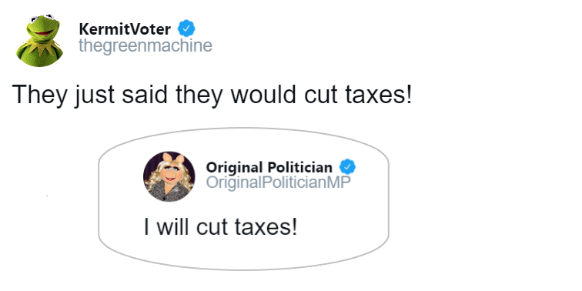 KermitVoter
thegreenmachine
They just said they would cut taxes!
Original Politician
OriginalPoliticianMP
I will cut taxes!